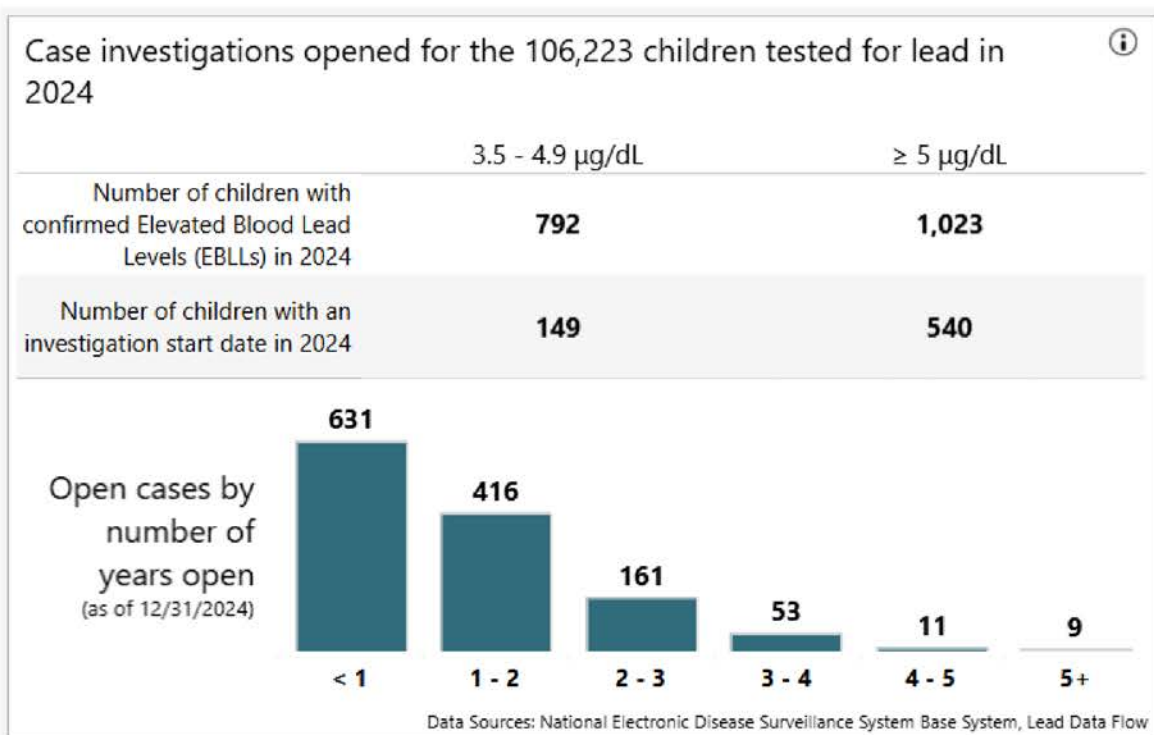 Case investigations opened for the 106,223 children tested for lead in
2024
3.5 - 4.9 µg/dL ≥ 5 µg/dL
Number of children with
confirmed Elevated Blood Lead
Levels (EBLLs) in 2024
792 1,023
Number of children with an
investigation start date in 2024
149 540
Open cases by
number of
years open
(as of 12/31/2024)
631 416 161 53 11 9
< 1 1 - 2 2 - 3 3 - 4 4 - 5 5+
Data Sources: National Electronic Disease Surveillance System Base System, Lead Data Flow